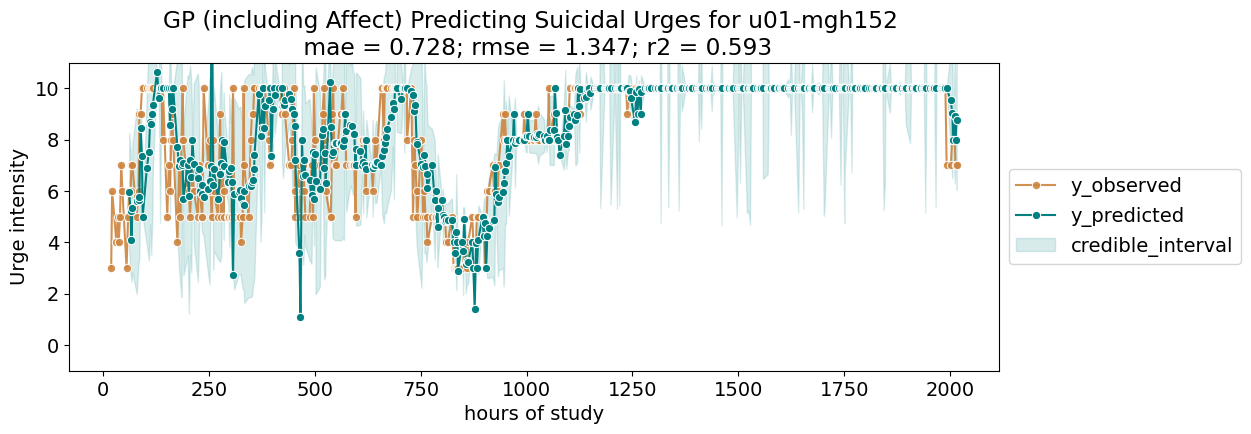 GP (including Affect) Predicting Suicidal Urges for u01-mgh152
mae = 0.728; rmse = 1.347; r2 = 0.593
Urge intensity
10
8
6
4
2
0
0 250 500 750 1000 1250 1500 1750 2000
hours of study
y_observed
y_predicted
credible_interval